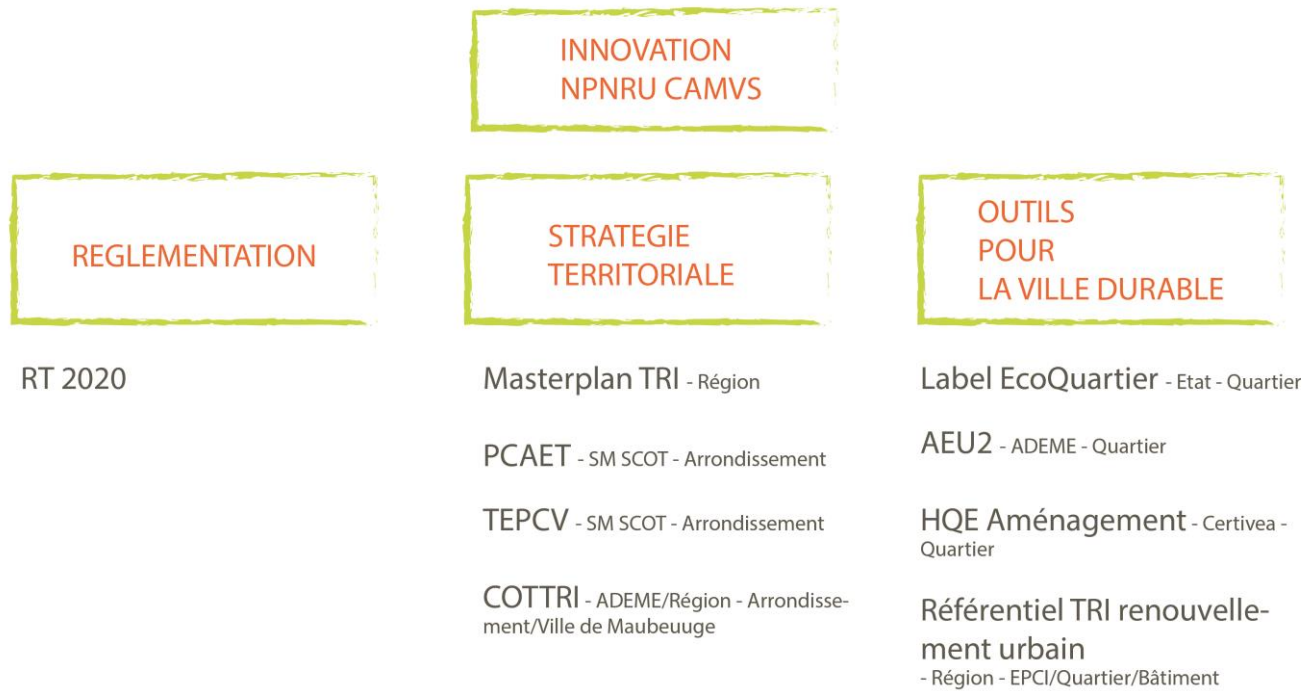 INNOVATION
NPNRU CAMVS
REGLEMENTATION
RT 2020
STRATEGIE
TERRITORIALE
Masterplan TRI - Région
PCAET - SM SCOT - Arrondissement
TEPCV - SM SCOT - Arrondissement
COTTRI - ADEME/Région - Arrondisse-
ment/Ville de Maubeuuge
OUTILS
POUR
LA VILLE DURABLE
Label EcoQuartier - Etat - Quartier
AEU2 - ADEME - Quartier
HQE Aménagement - Certivea -
Quartier
Référentiel TRI renouvelle-
ment urbain
- Région - EPCI/Quartier/Bâtiment